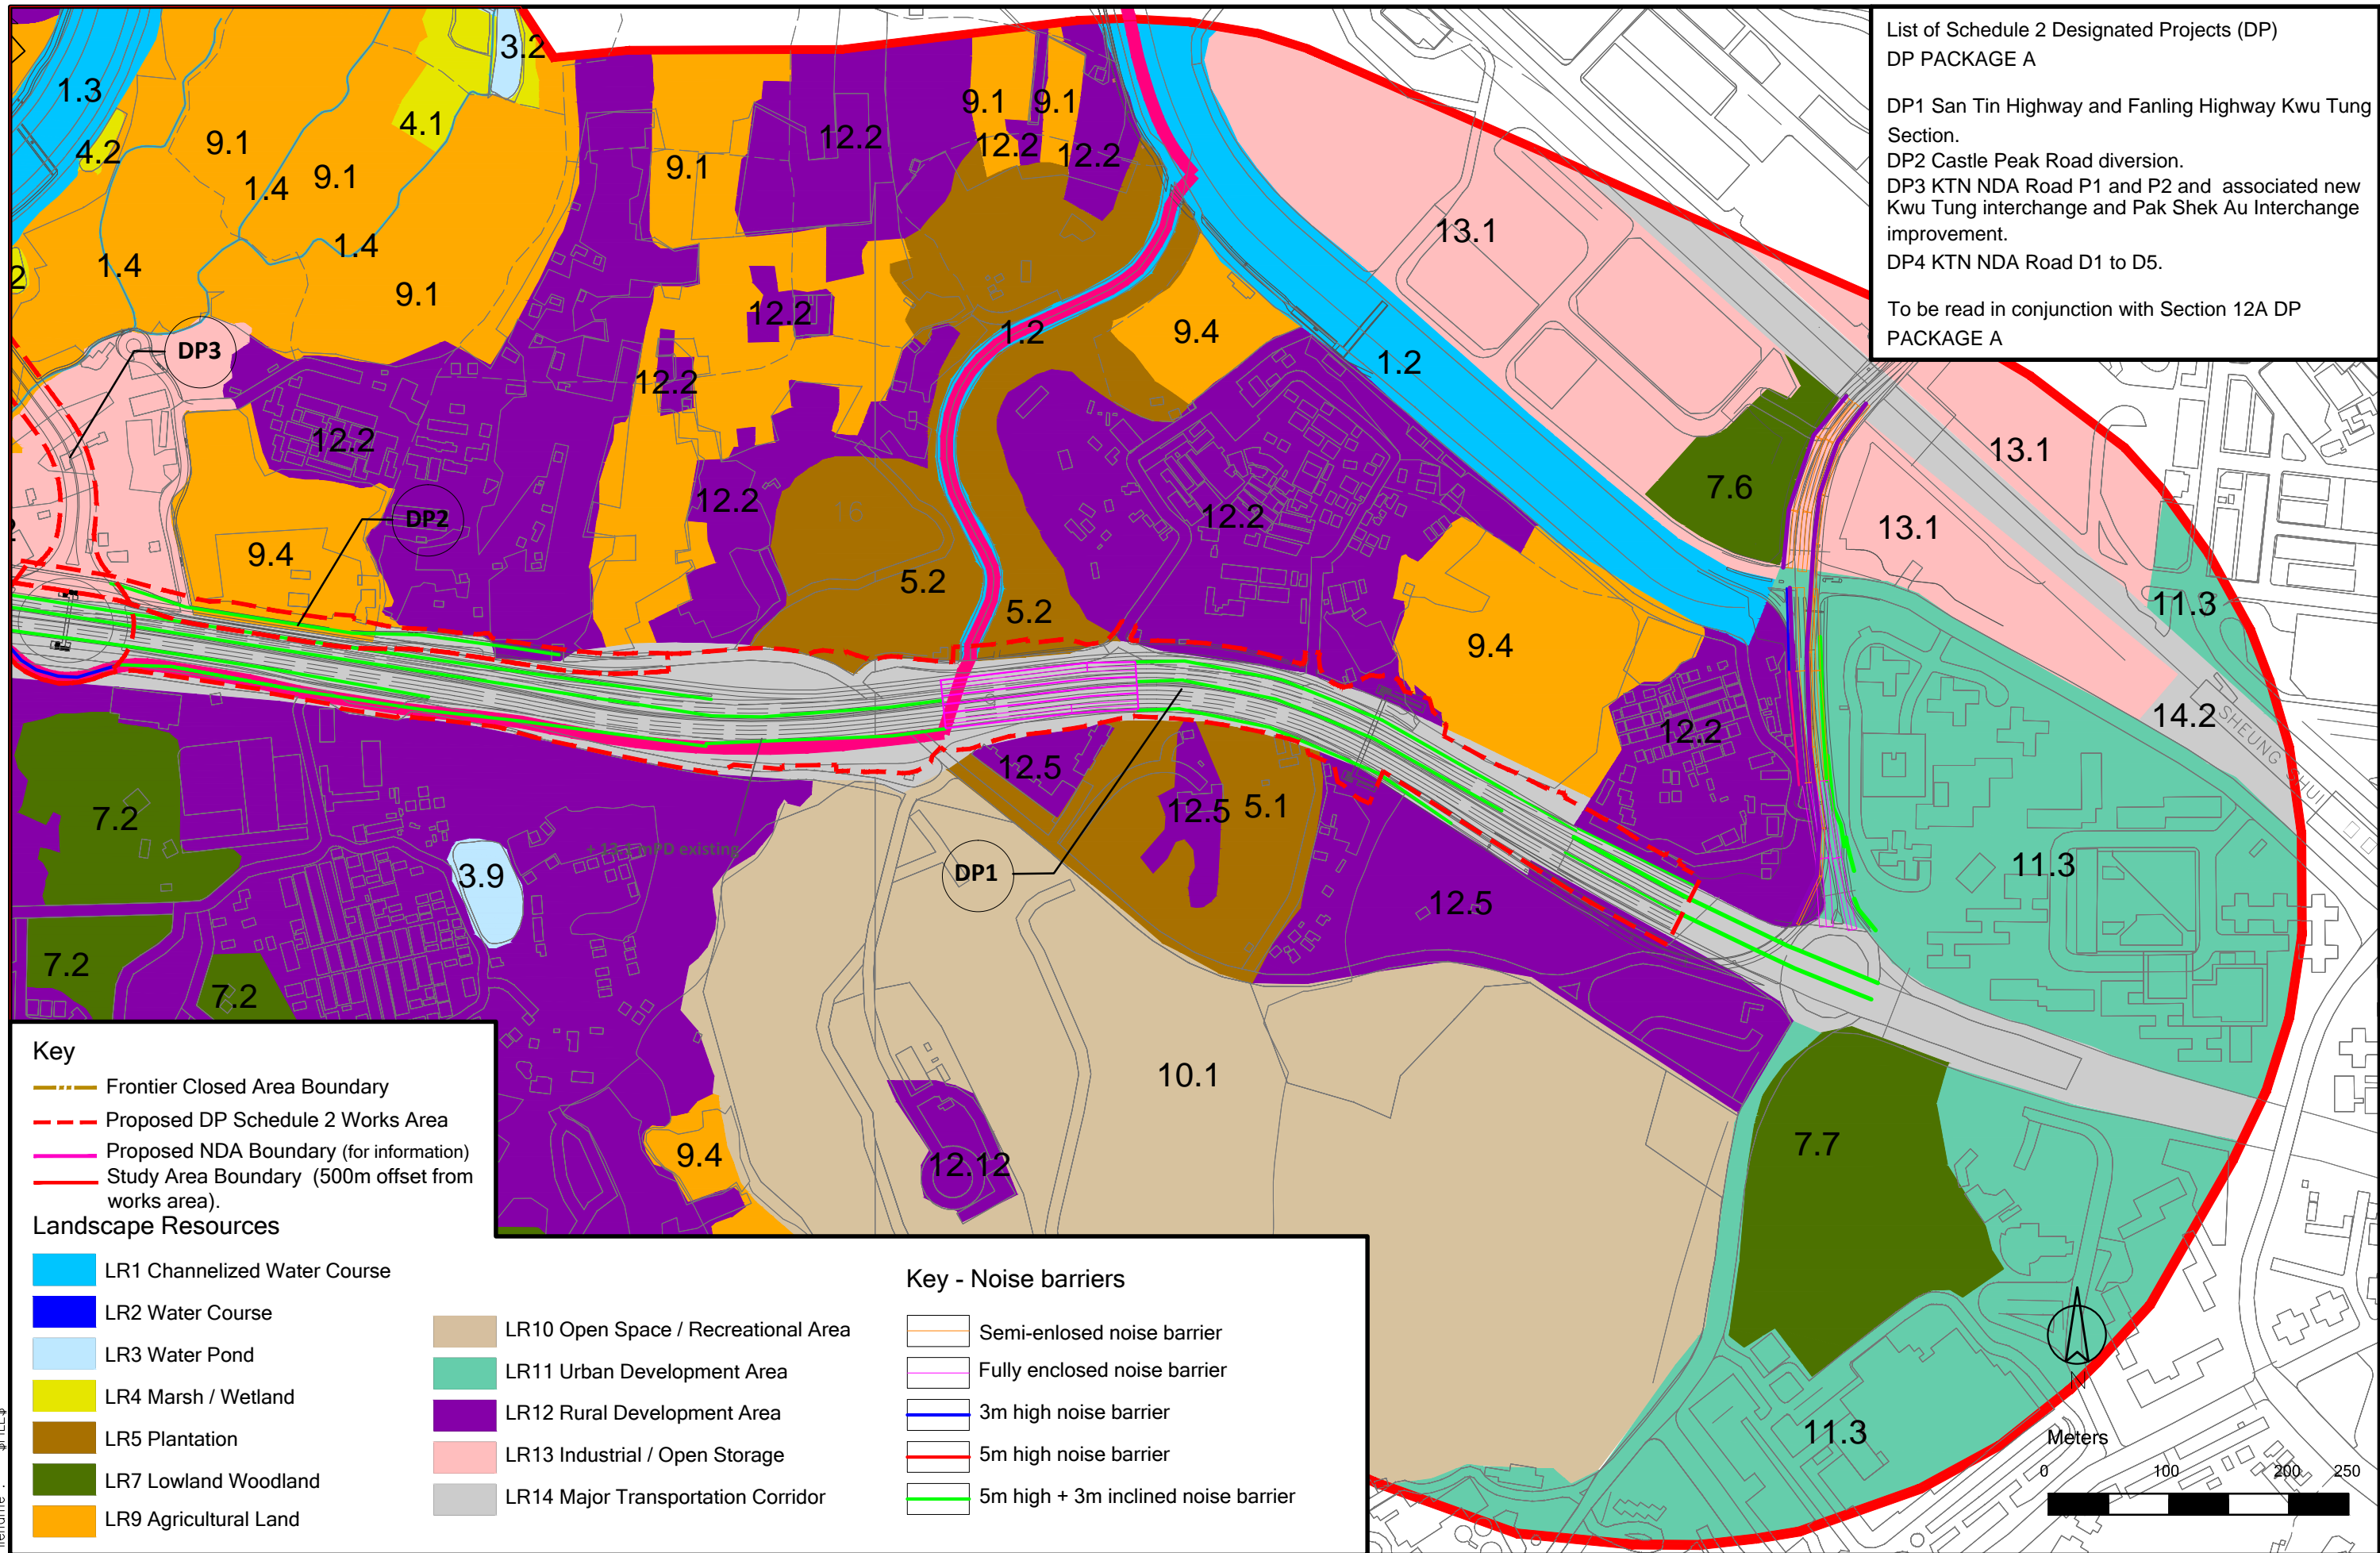 List of Schedule 2 Designated Projects (DP)
DP PACKAGE A
DP1 San Tin Highway and Fanling Highway Kwu Tung
Section.
DP2 Castle Peak Road diversion.
DP3 KTN NDA Road P1 and P2 and associated new
Kwu Tung interchange and Pak Shek Au Interchange
improvement.
DP4 KTN NDA Road D1 to D5.
To be read in conjunction with Section 12A DP
PACKAGE A
3.2
1.3
4.2
9.1
4.1
1.4
9.1
1.4
1.4
9.1
2
9.1
12.2
9.1
9.1
12.2
12.2
13.1
12.2
1.2
9.4
1.2
DP3
12.2
12.2
12.2
DP2
9.4
5.2
5.2
12.2
7.6
13.1
13.1
9.4
11.3
14.2
SHEUNG SHUI
12.2
12.5
12.5
5.1
7.2
3.9
DP1
12.5
11.3
7.2
7.2
10.1
9.4
12.12
7.7
11.3
Key
Frontier Closed Area Boundary
Proposed DP Schedule 2 Works Area
Proposed NDA Boundary (for information)
Study Area Boundary (500m offset from
works area).
Landscape Resources
LR1 Channelized Water Course
LR2 Water Course
LR3 Water Pond
LR4 Marsh / Wetland
LR5 Plantation
LR7 Lowland Woodland
LR9 Agricultural Land
LR10 Open Space / Recreational Area
LR11 Urban Development Area
LR12 Rural Development Area
LR13 Industrial / Open Storage
LR14 Major Transportation Corridor
Key - Noise barriers
Semi-enlosed noise barrier
Fully enclosed noise barrier
3m high noise barrier
5m high noise barrier
5m high + 3m inclined noise barrier
N
Meters
0 100 200 250